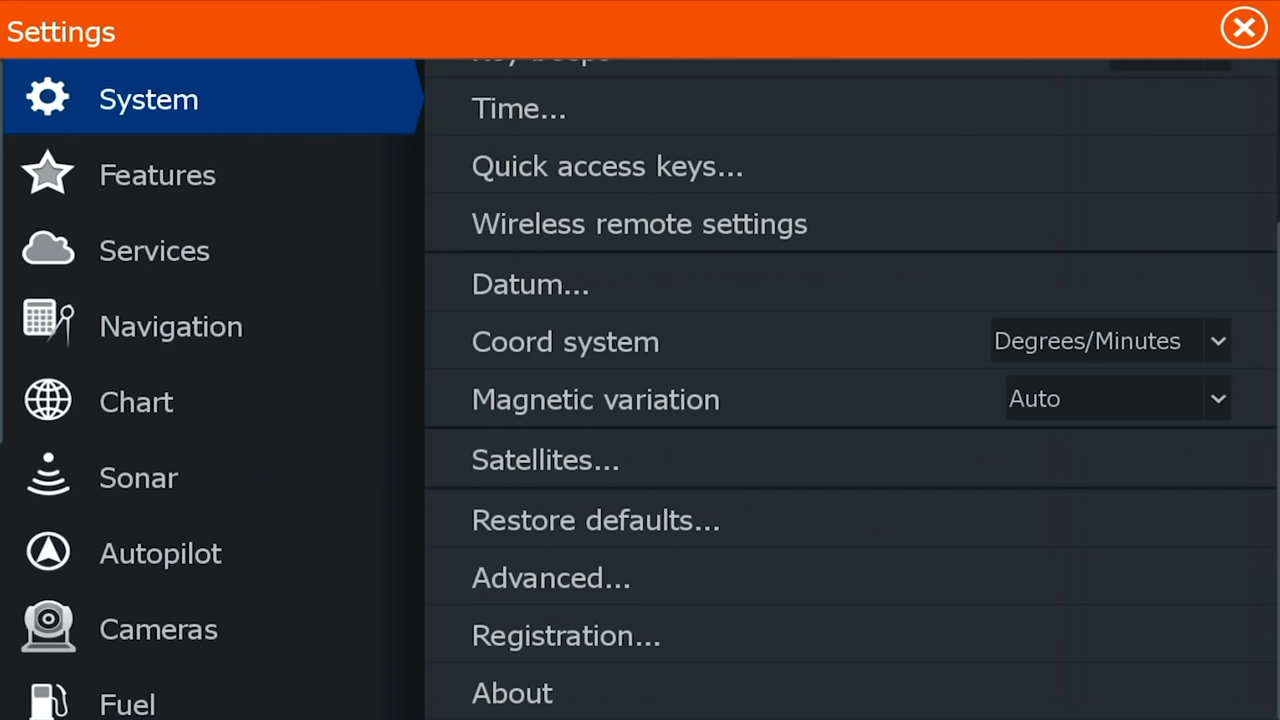 Settings
System
Features
Services
Navigation
Chart
Sonar
Autopilot
Cameras
Fuel
Time...
Quick access keys...
Wireless remote settings
Datum...
Coord system Degrees/Minutes
Magnetic variation Auto
Satellites...
Restore defaults...
Advanced...
Registration...
About